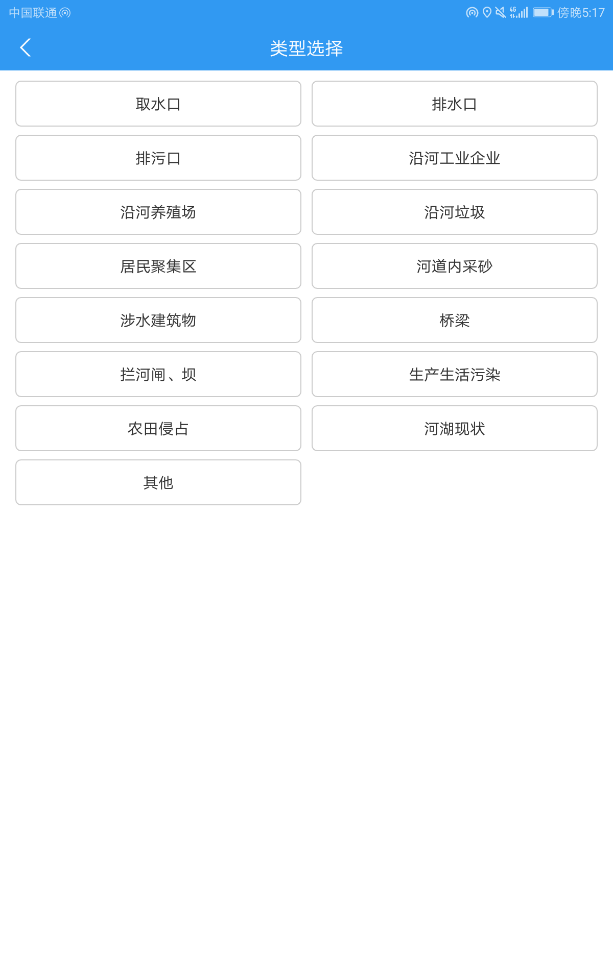 中国联通 傍晚5:17
类型选择
取水口 排水口
排污口 沿河工业企业
沿河养殖场 沿河垃圾
居民聚集区 河道内采砂
涉水建筑物 桥梁
拦河闸、坝 生产生活污染
农田侵占 河湖现状
其他